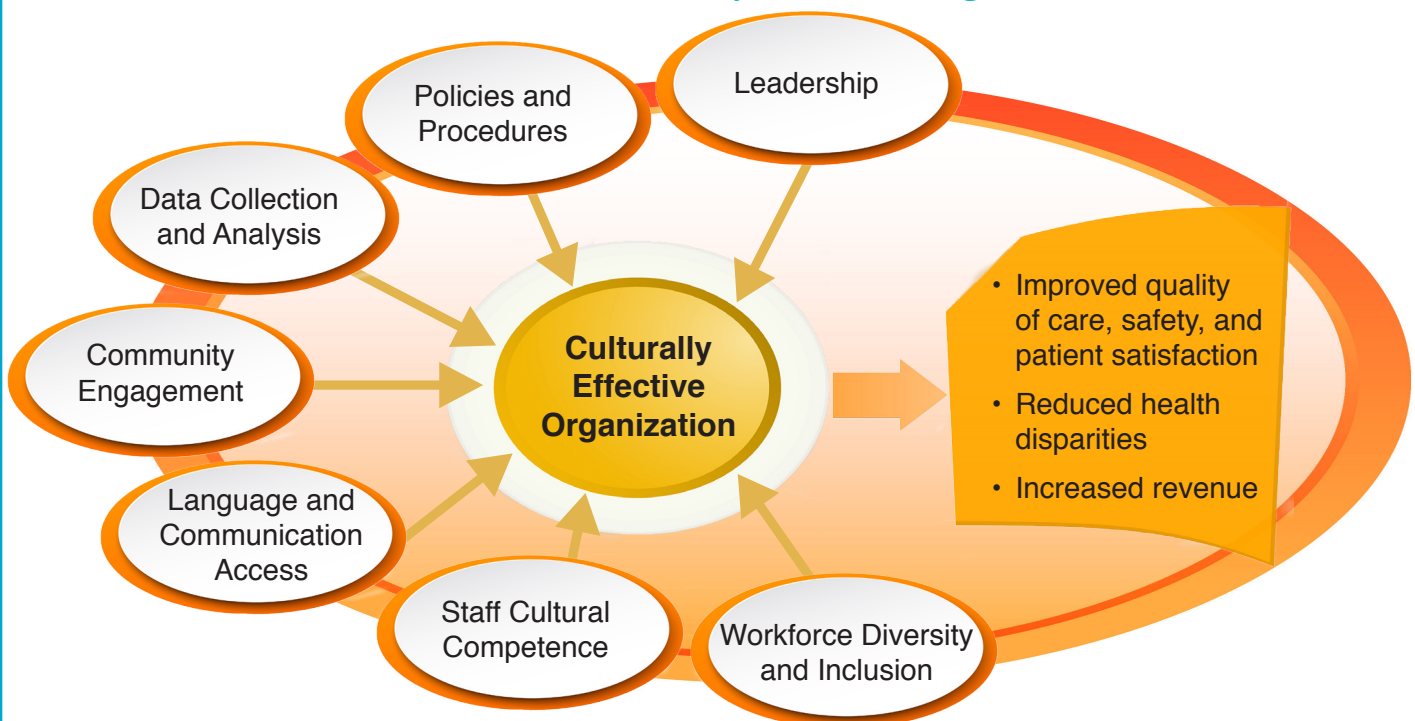 Leadership
Policies and
Procedures
Data Collection
and Analysis
Community
Engagement
Language and
Communication
Access
Staff Cultural
Competence
Workforce Diversity
and Inclusion
Culturally
Effective
Organization
• Improved quality
of care, safety, and
patient satisfaction
• Reduced health
disparities
• Increased revenue